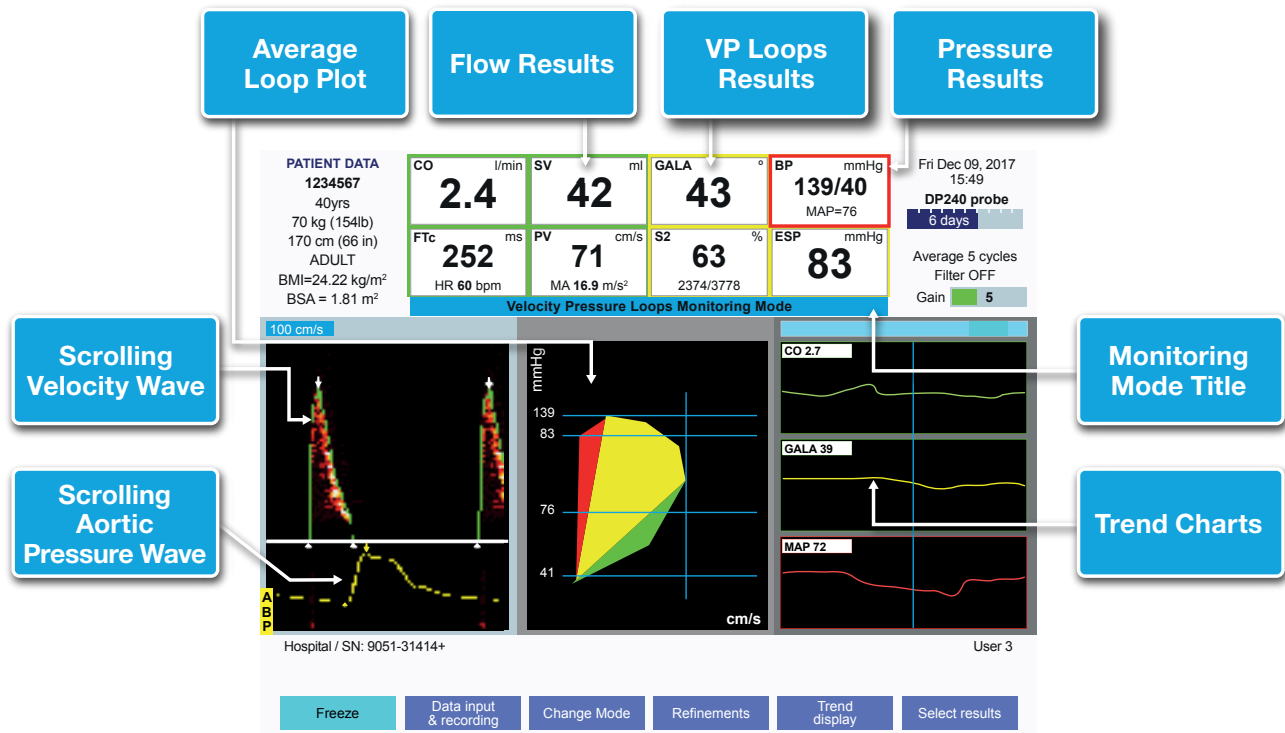 Average
Loop Plot
Flow Results
VP Loops
Results
Pressure
Results
PATIENT DATA
1234567
40yrs
70 kg (154lb)
170 cm (66 in)
ADULT
BMI=24.22 kg/m²
BSA = 1.81 m²
CO l/min
2.4
SV ml
42
GALA º
43
BP mmHg
139/40
MAP=76
FTc ms
252
HR 60 bpm
PV cm/s
71
MA 16.9 m/s²
S2 %
63
2374/3778
ESP mmHg
83
Fri Dec 09, 2017
15:49
DP240 probe
6 days
Average 5 cycles
Filter OFF
Gain 5
Velocity Pressure Loops Monitoring Mode
Scrolling
Velocity Wave
Scrolling
Aortic
Pressure Wave
100 cm/s
A
B
P
mmHg
139
83
76
41
cm/s
CO 2.7
GALA 39
MAP 72
Monitoring
Mode Title
Trend Charts
Hospital / SN: 9051-31414+
User 3
Freeze
Data input
& recording
Change Mode
Refinements
Trend
display
Select results